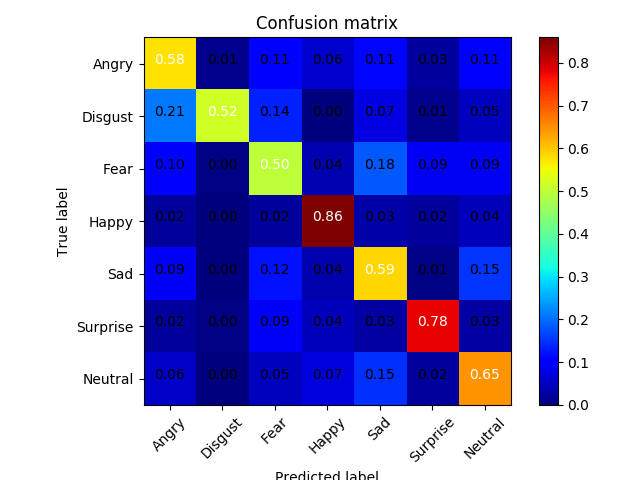 Confusion matrix
Angry 0.58 0.01 0.11 0.06 0.11 0.03 0.11
Disgust 0.21 0.52 0.14 0.00 0.07 0.01 0.05
Fear 0.10 0.00 0.50 0.04 0.18 0.09 0.09
Happy 0.02 0.00 0.02 0.86 0.03 0.02 0.04
Sad 0.09 0.00 0.12 0.04 0.59 0.01 0.15
Surprise 0.02 0.00 0.09 0.04 0.03 0.78 0.03
Neutral 0.06 0.00 0.05 0.07 0.15 0.02 0.65
True label
Angry Disgust Fear Happy Sad Surprise Neutral
Predicted label
0.8
0.7
0.6
0.5
0.4
0.3
0.2
0.1
0.0